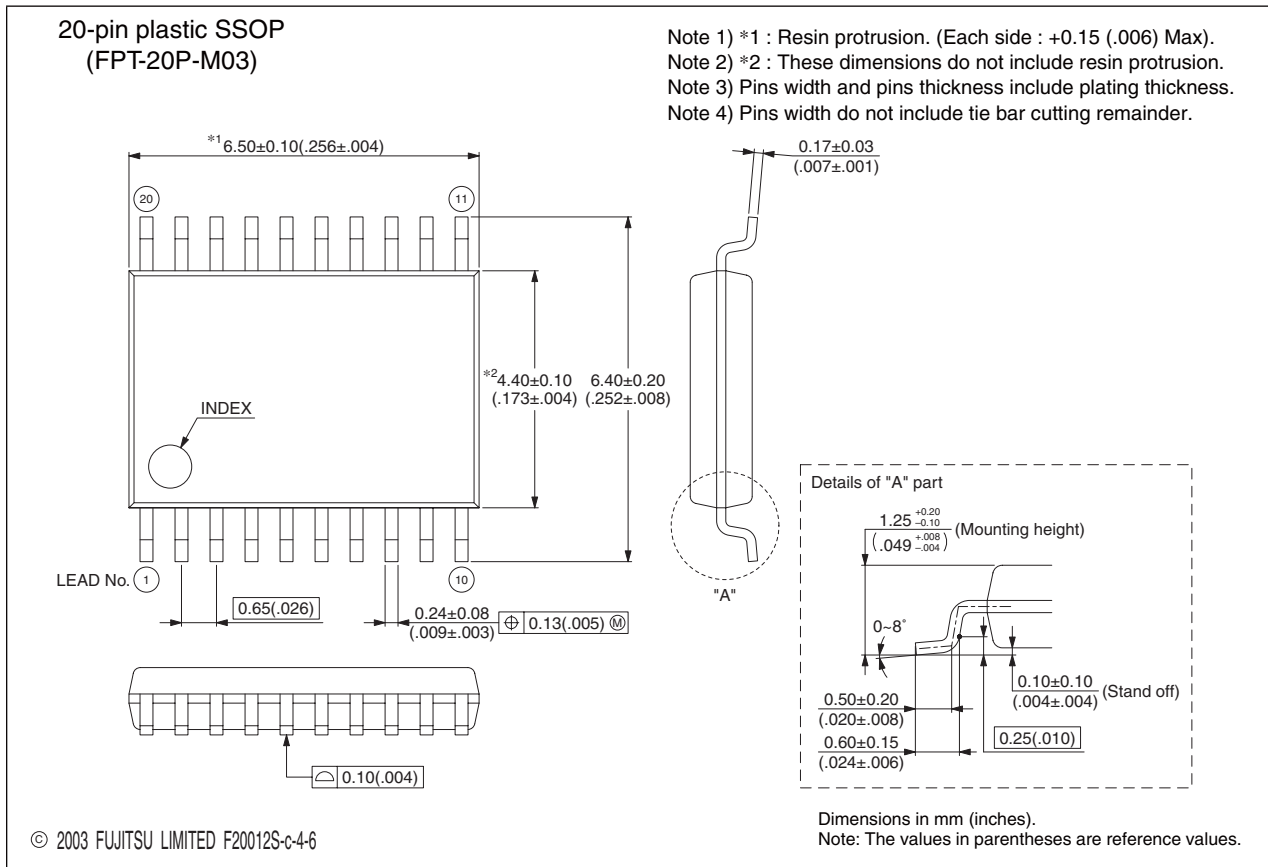 20-pin plastic SSOP
(FPT-20P-M03)
Note 1) *1 : Resin protrusion. (Each side : +0.15 (.006) Max).
Note 2) *2 : These dimensions do not include resin protrusion.
Note 3) Pins width and pins thickness include plating thickness.
Note 4) Pins width do not include tie bar cutting remainder.
*1 6.50±0.10(.256±.004)
0.17±0.03
(.007±.001)
20
11
*2 4.40±0.10
(.173±.004)
6.40±0.20
(.252±.008)
INDEX
LEAD No. 1
10
"A"
0.65(.026)
0.24±0.08
(.009±.003)
⌖ 0.13(.005) Ⓜ
Details of "A" part
1.25 +0.20 −0.10 (Mounting height)
(.049 +.008 −.004)
0~8°
0.50±0.20
(.020±.008)
0.60±0.15
(.024±.006)
0.10±0.10
(.004±.004)
(Stand off)
0.25(.010)
⌓ 0.10(.004)
© 2003 FUJITSU LIMITED F20012S-c-4-6
Dimensions in mm (inches).
Note: The values in parentheses are reference values.